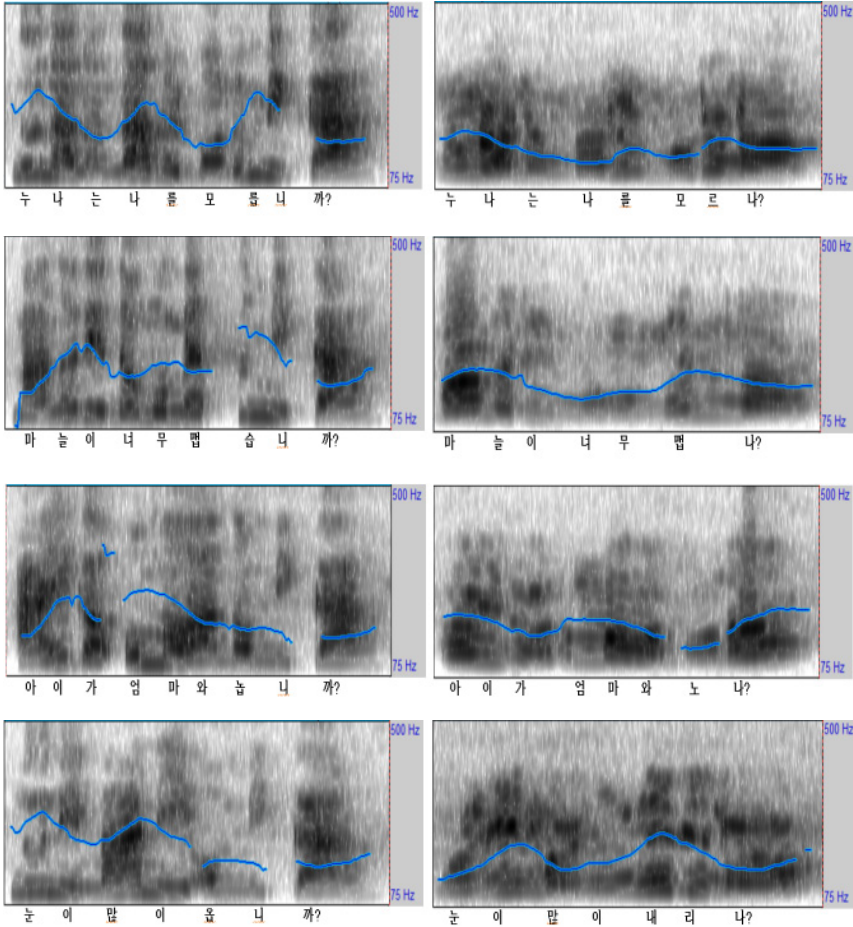 500 Hz
75 Hz
누 나 는 나 를 모 릅 니 까?
500 Hz
75 Hz
누 나 는 나 를 모 르 나?
500 Hz
75 Hz
마 늘 이 너 무 맵 습 니 까?
500 Hz
75 Hz
마 늘 이 너 무 맵 나?
500 Hz
75 Hz
아 이 가 엄 마 와 놉 니 까?
500 Hz
75 Hz
아 이 가 엄 마 와 노 나?
500 Hz
75 Hz
눈 이 많 이 옵 니 까?
500 Hz
75 Hz
눈 이 많 이 내 리 나?